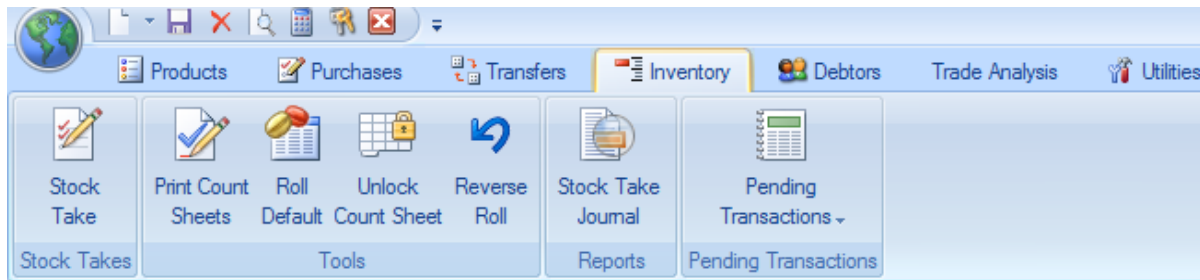 Products Purchases Transfers Inventory Debtors Trade Analysis Utilities
Stock Print Count Roll Unlock Reverse Stock Take Pending
Take Sheets Default Count Sheet Roll Journal Transactions
Stock Takes Tools Reports Pending Transactions